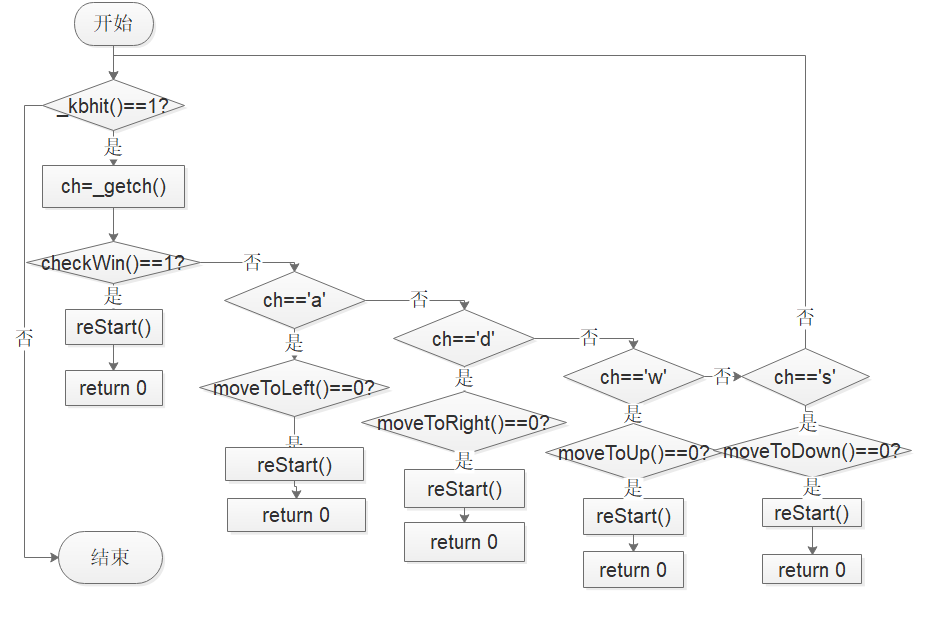 开始
_kbhit()==1?
是
ch=_getch()
checkWin()==1?
否
是
reStart()
return 0
否
结束
ch=='a'
否
是
moveToLeft()==0?
是
reStart()
return 0
ch=='d'
否
是
moveToRight()==0?
是
reStart()
return 0
ch=='w'
否
是
moveToUp()==0?
是
reStart()
return 0
否
ch=='s'
是
moveToDown()==0?
是
reStart()
return 0